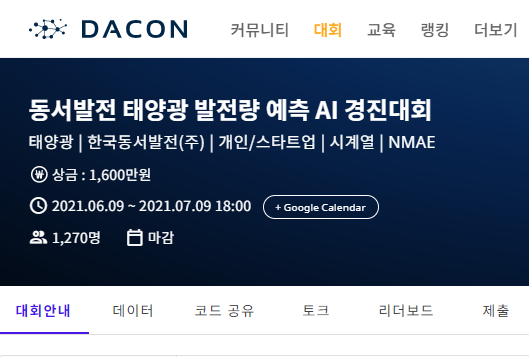 DACON 커뮤니티 대회 교육 랭킹 더보기
동서발전 태양광 발전량 예측 AI 경진대회
태양광 | 한국동서발전(주) | 개인/스타트업 | 시계열 | NMAE
₩ 상금 : 1,600만원
2021.06.09 ~ 2021.07.09 18:00 + Google Calendar
1,270명 마감
대회안내 데이터 코드 공유 토크 리더보드 제출